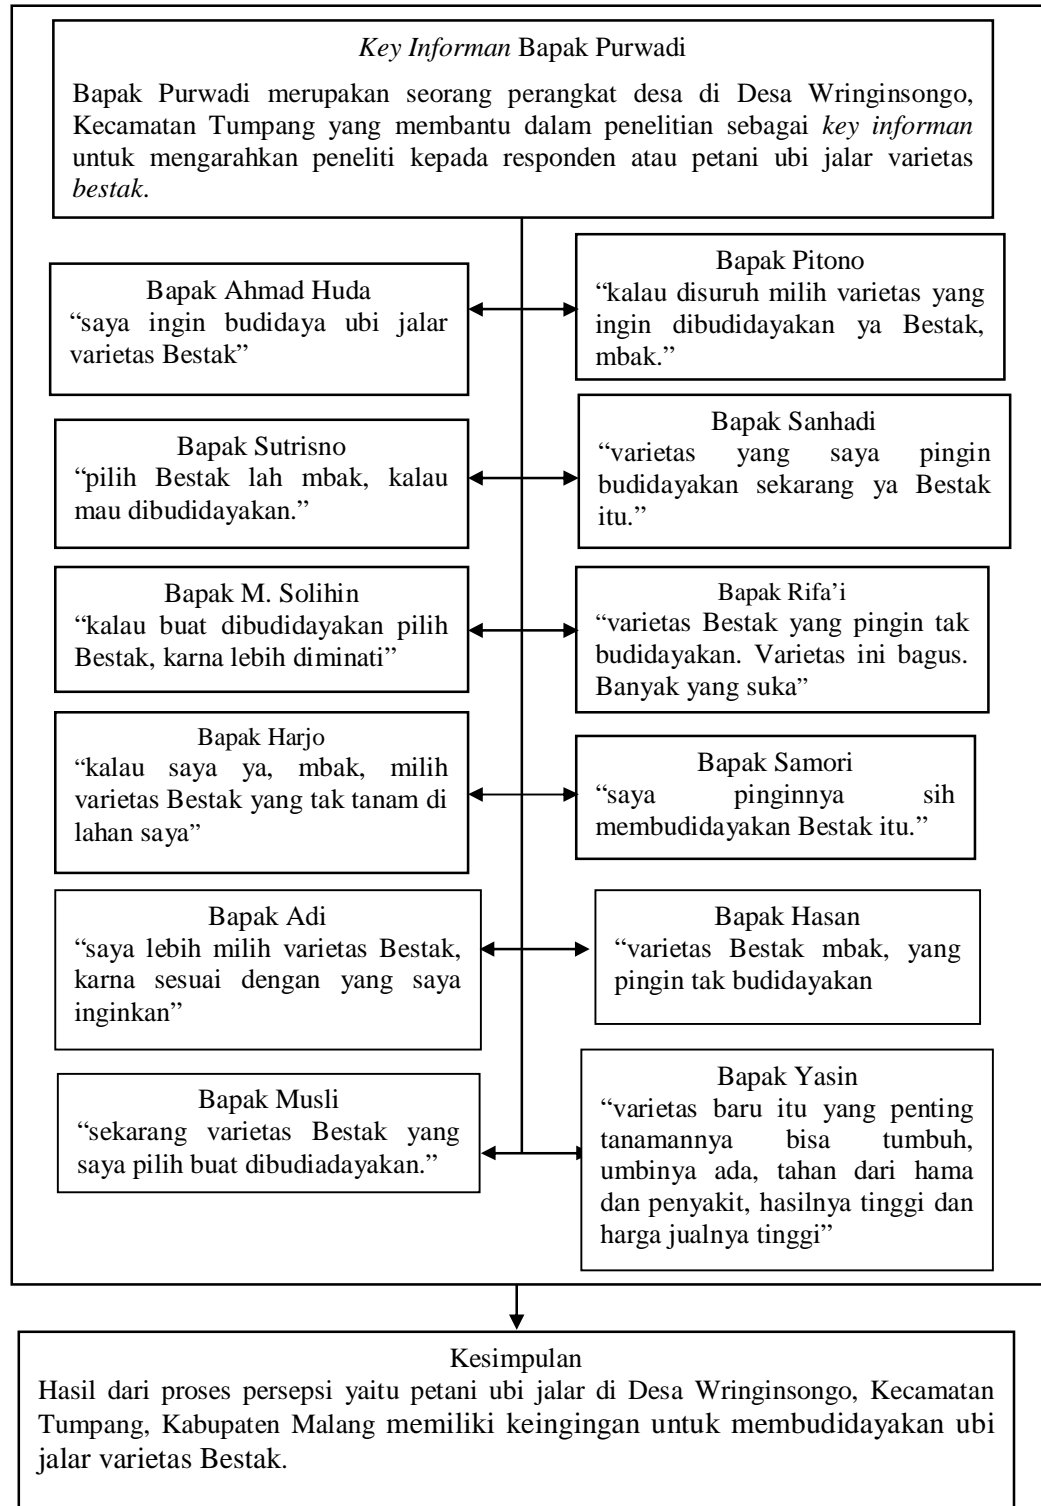 Key Informan Bapak Purwadi
Bapak Purwadi merupakan seorang perangkat desa di Desa Wringinsongo,
Kecamatan Tumpang yang membantu dalam penelitian sebagai key informan
untuk mengarahkan peneliti kepada responden atau petani ubi jalar varietas
bestak.
Bapak Ahmad Huda
“saya ingin budidaya ubi jalar
varietas Bestak”
Bapak Pitono
“kalau disuruh milih varietas yang
ingin dibudidayakan ya Bestak,
mbak.”
Bapak Sutrisno
“pilih Bestak lah mbak, kalau
mau dibudidayakan.”
Bapak Sanhadi
“varietas yang saya pingin
budidayakan sekarang ya Bestak
itu.”
Bapak M. Solihin
“kalau buat dibudidayakan pilih
Bestak, karna lebih diminati”
Bapak Rifa’i
“varietas Bestak yang pingin tak
budidayakan. Varietas ini bagus.
Banyak yang suka”
Bapak Harjo
“kalau saya ya, mbak, milih
varietas Bestak yang tak tanam di
lahan saya”
Bapak Samori
“saya pinginnya sih
membudidayakan Bestak itu.”
Bapak Adi
“saya lebih milih varietas Bestak,
karna sesuai dengan yang saya
inginkan”
Bapak Hasan
“varietas Bestak mbak, yang
pingin tak budidayakan
Bapak Musli
“sekarang varietas Bestak yang
saya pilih buat dibudiadayakan.”
Bapak Yasin
“varietas baru itu yang penting
tanamannya bisa tumbuh,
umbinya ada, tahan dari hama
dan penyakit, hasilnya tinggi dan
harga jualnya tinggi”
Kesimpulan
Hasil dari proses persepsi yaitu petani ubi jalar di Desa Wringinsongo, Kecamatan
Tumpang, Kabupaten Malang memiliki keingingan untuk membudidayakan ubi
jalar varietas Bestak.